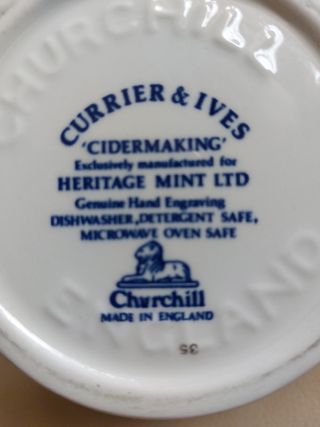 CHURCHILL
CURRIER & IVES
'CIDERMAKING'
Exclusively manufactured for
HERITAGE MINT LTD
Genuine Hand Engraving
DISHWASHER, DETERGENT SAFE,
MICROWAVE OVEN SAFE
Churchill
MADE IN ENGLAND
ENGLAND
35